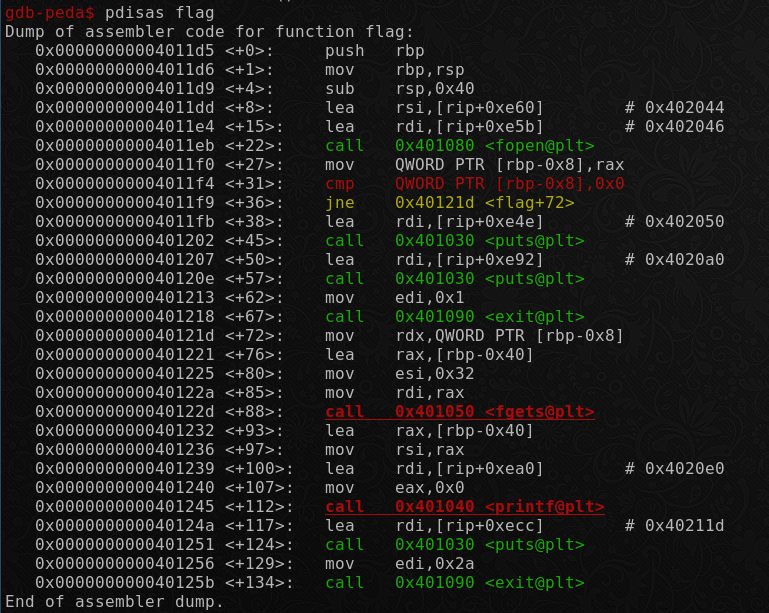 gdb-peda$ pdisas flag
Dump of assembler code for function flag:
   0x00000000004011d5 <+0>:     push   rbp
   0x00000000004011d6 <+1>:     mov    rbp,rsp
   0x00000000004011d9 <+4>:     sub    rsp,0x40
   0x00000000004011dd <+8>:     lea    rsi,[rip+0xe60]        # 0x402044
   0x00000000004011e4 <+15>:    lea    rdi,[rip+0xe5b]        # 0x402046
   0x00000000004011eb <+22>:    call   0x401080 <fopen@plt>
   0x00000000004011f0 <+27>:    mov    QWORD PTR [rbp-0x8],rax
   0x00000000004011f4 <+31>:    cmp    QWORD PTR [rbp-0x8],0x0
   0x00000000004011f9 <+36>:    jne    0x40121d <flag+72>
   0x00000000004011fb <+38>:    lea    rdi,[rip+0xe4e]        # 0x402050
   0x0000000000401202 <+45>:    call   0x401030 <puts@plt>
   0x0000000000401207 <+50>:    lea    rdi,[rip+0xe92]        # 0x4020a0
   0x000000000040120e <+57>:    call   0x401030 <puts@plt>
   0x0000000000401213 <+62>:    mov    edi,0x1
   0x0000000000401218 <+67>:    call   0x401090 <exit@plt>
   0x000000000040121d <+72>:    mov    rdx,QWORD PTR [rbp-0x8]
   0x0000000000401221 <+76>:    lea    rax,[rbp-0x40]
   0x0000000000401225 <+80>:    mov    esi,0x32
   0x000000000040122a <+85>:    mov    rdi,rax
   0x000000000040122d <+88>:    call   0x401050 <fgets@plt>
   0x0000000000401232 <+93>:    lea    rax,[rbp-0x40]
   0x0000000000401236 <+97>:    mov    rsi,rax
   0x0000000000401239 <+100>:   lea    rdi,[rip+0xea0]        # 0x4020e0
   0x0000000000401240 <+107>:   mov    eax,0x0
   0x0000000000401245 <+112>:   call   0x401040 <printf@plt>
   0x000000000040124a <+117>:   lea    rdi,[rip+0xecc]        # 0x40211d
   0x0000000000401251 <+124>:   call   0x401030 <puts@plt>
   0x0000000000401256 <+129>:   mov    edi,0x2a
   0x000000000040125b <+134>:   call   0x401090 <exit@plt>
End of assembler dump.